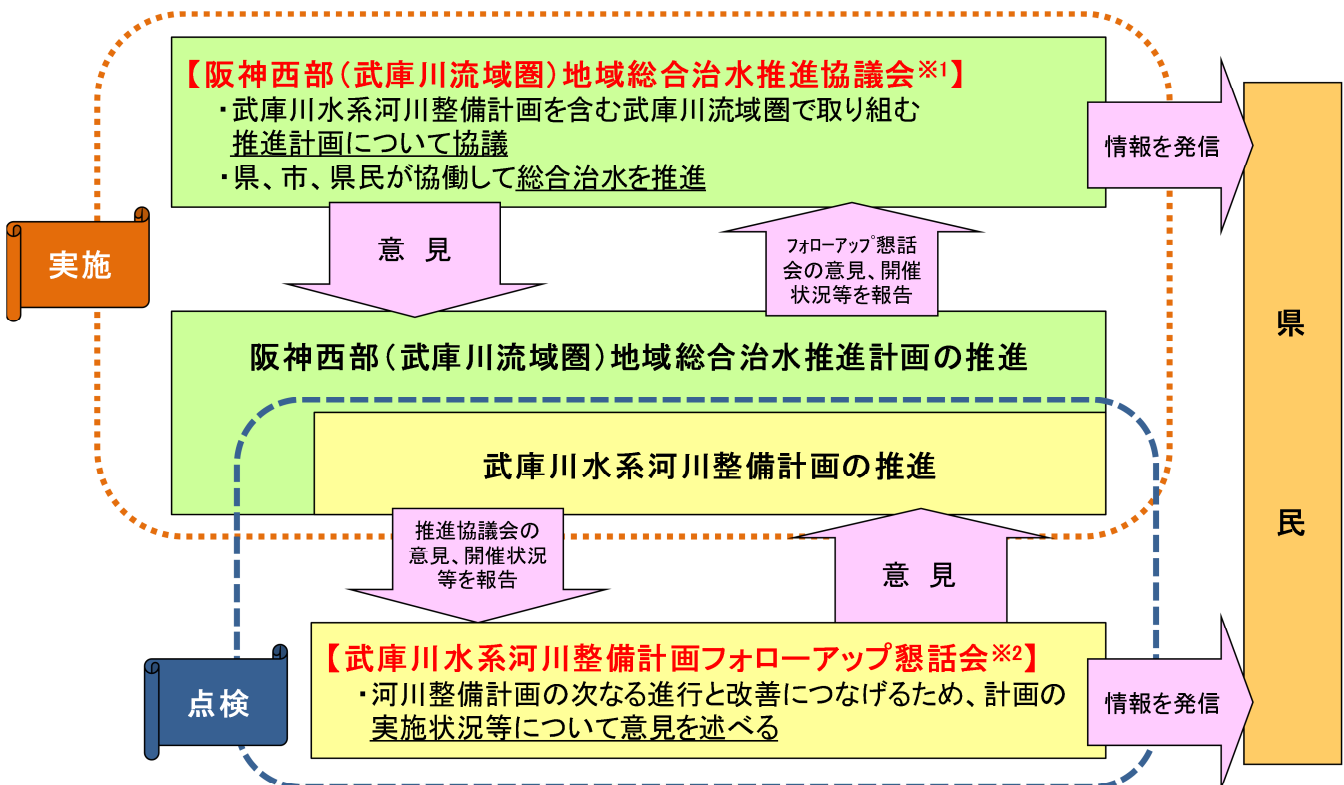 【阪神西部(武庫川流域圏)地域総合治水推進協議会※1】
・武庫川水系河川整備計画を含む武庫川流域圏で取り組む
推進計画について協議
・県、市、県民が協働して総合治水を推進
情報を発信
実施
意 見
フォローアップ懇話
会の意見、開催
状況等を報告
県
民
阪神西部(武庫川流域圏)地域総合治水推進計画の推進
武庫川水系河川整備計画の推進
推進協議会の
意見、開催状況
等を報告
意 見
点検
【武庫川水系河川整備計画フォローアップ懇話会※2】
・河川整備計画の次なる進行と改善につなげるため、計画の
実施状況等について意見を述べる
情報を発信